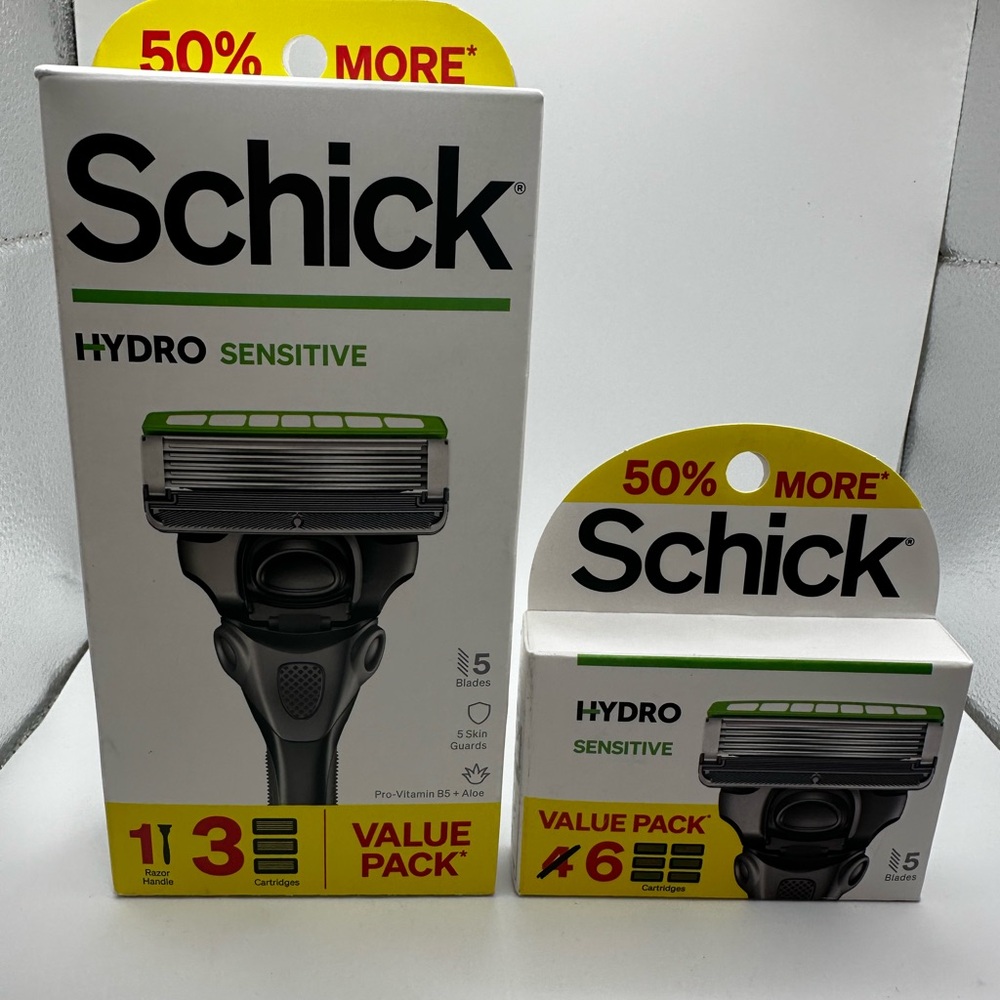 50% MORE*
Schick®
HYDRO SENSITIVE
5
Blades
5 Skin
Guards
Pro-Vitamin B5 + Aloe
1 3
Razor
Handle
Cartridges
VALUE
PACK*
50% MORE*
Schick®
HYDRO
SENSITIVE
VALUE PACK*
4 6
Cartridges
5
Blades